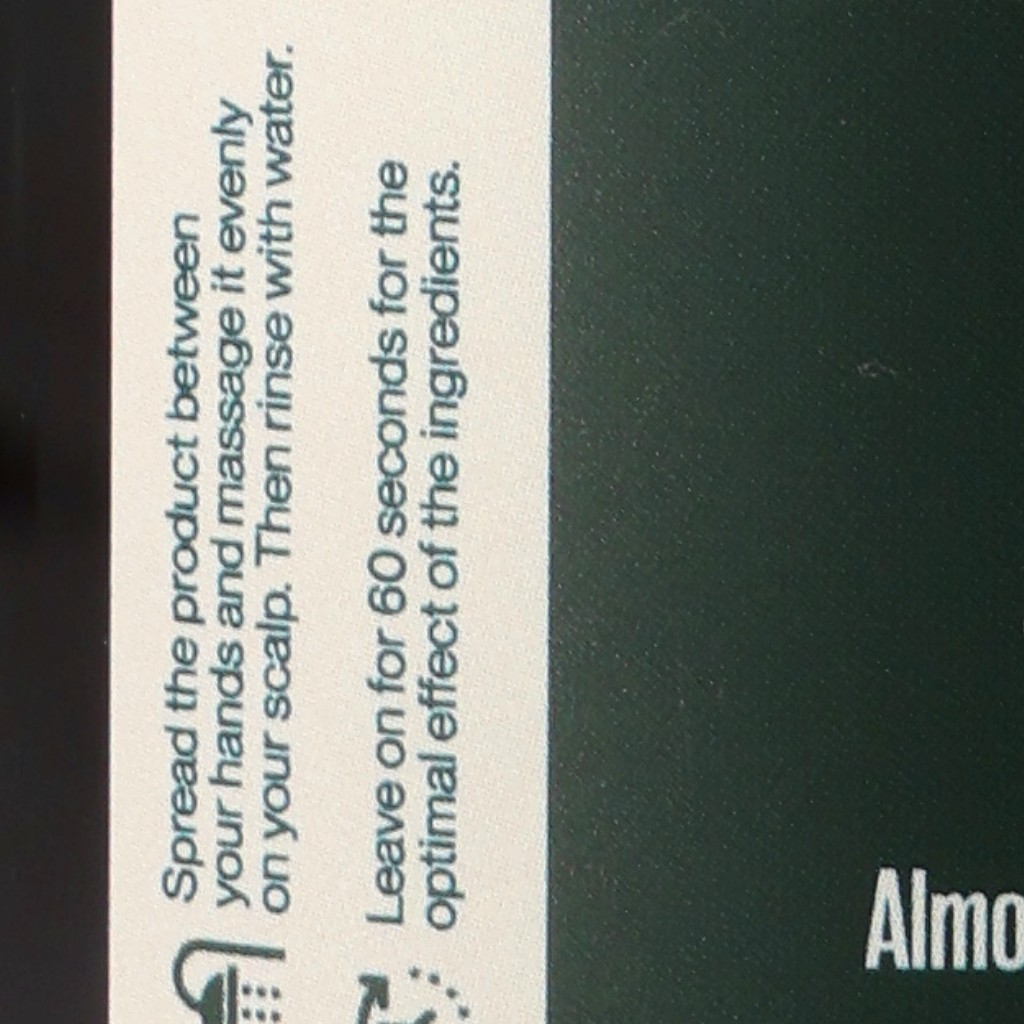 Spread the product between
your hands and massage it evenly
on your scalp. Then rinse with water.
Leave on for 60 seconds for the
optimal effect of the ingredients.
Almo